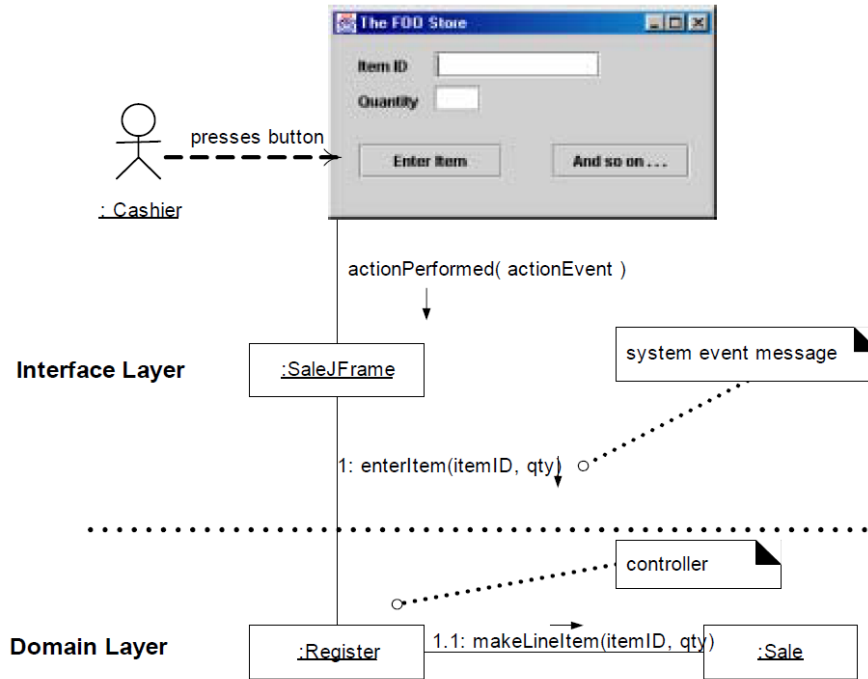 The FOO Store
Item ID
Quantity
presses button
Enter Item
And so on . . .
: Cashier
actionPerformed( actionEvent )
system event message
:SaleJFrame
Interface Layer
1: enterItem(itemID, qty)
controller
Domain Layer
:Register
1.1: makeLineItem(itemID, qty)
:Sale